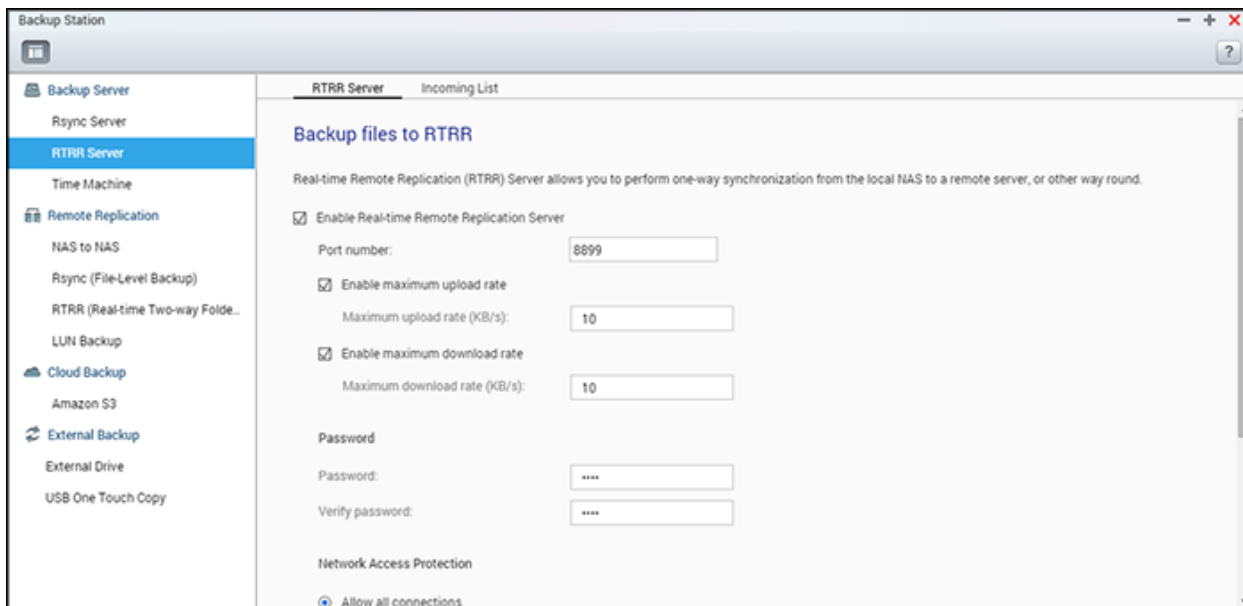 Backup Station
?
Backup Server
Rsync Server
RTRR Server
Time Machine
Remote Replication
NAS to NAS
Rsync (File-Level Backup)
RTRR (Real-time Two-way Folde...
LUN Backup
Cloud Backup
Amazon S3
External Backup
External Drive
USB One Touch Copy
RTRR Server Incoming List
Backup files to RTRR
Real-time Remote Replication (RTRR) Server allows you to perform one-way synchronization from the local NAS to a remote server, or other way round.
Enable Real-time Remote Replication Server
Port number: 8899
Enable maximum upload rate
Maximum upload rate (KB/s): 10
Enable maximum download rate
Maximum download rate (KB/s): 10
Password
Password: ••••
Verify password: ••••
Network Access Protection
Allow all connections